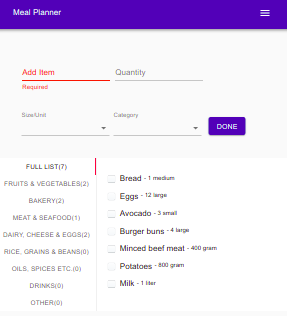 Meal Planner
Add Item
Quantity
Required
Size/Unit
Category
DONE
FULL LIST(7)
FRUITS & VEGETABLES(2)
BAKERY(2)
MEAT & SEAFOOD(1)
DAIRY, CHEESE & EGGS(2)
RICE, GRAINS & BEANS(0)
OILS, SPICES ETC.(0)
DRINKS(0)
OTHER(0)
Bread - 1 medium
Eggs - 12 large
Avocado - 3 small
Burger buns - 4 large
Minced beef meat - 400 gram
Potatoes - 800 gram
Milk - 1 liter